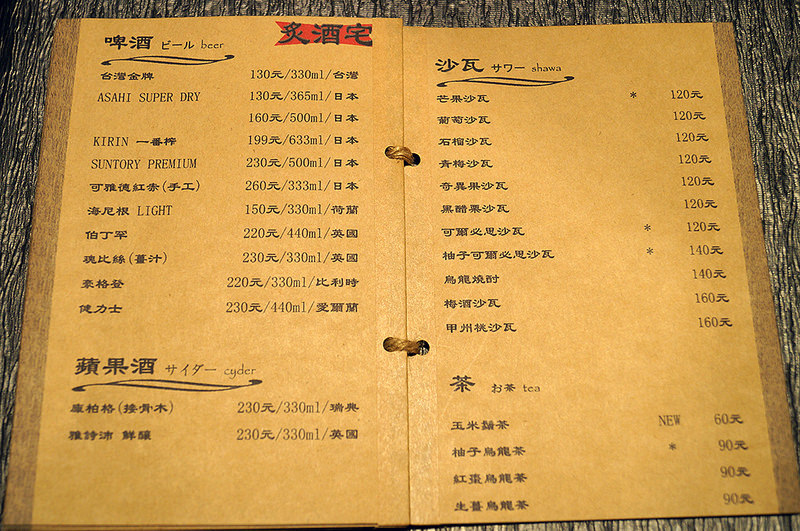 炙酒宅
啤酒 ビール beer
台灣金牌 130元/330ml/台灣
ASAHI SUPER DRY 130元/365ml/日本
160元/500ml/日本
KIRIN 一番搾 199元/633ml/日本
SUNTORY PREMIUM 230元/500ml/日本
可雅德紅赤(手工) 260元/333ml/日本
海尼根 LIGHT 150元/330ml/荷蘭
伯丁罕 220元/440ml/英國
瑰比絲(薑汁) 230元/330ml/英國
豪格登 220元/330ml/比利時
健力士 230元/440ml/愛爾蘭
蘋果酒 サイダー cyder
庫柏格(接骨木) 230元/330ml/瑞典
雅詩沛 鮮釀 230元/330ml/英國
沙瓦 サワー shawa
芒果沙瓦 * 120元
葡萄沙瓦 120元
石榴沙瓦 120元
青梅沙瓦 120元
奇異果沙瓦 120元
黑醋果沙瓦 120元
可爾必思沙瓦 * 120元
柚子可爾必思沙瓦 * 140元
烏龍燒酎 140元
梅酒沙瓦 160元
甲州桃沙瓦 160元
茶 お茶 tea
玉米鬚茶 NEW 60元
柚子烏龍茶 * 90元
紅棗烏龍茶 90元
生薑烏龍茶 90元